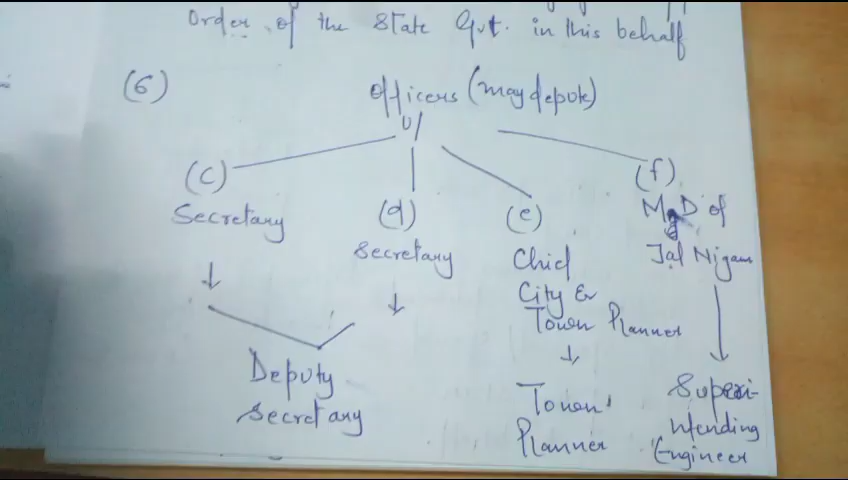 Order of the State Gvt. in this behalf
(6)
Officers (may depute)
u/
(c)
Secretary
(d)
Secretary
(e)
Chief
City &
Town Planner
(f)
M.D of
Jal Nigam
Deputy
Secretary
Town
Planner
Superi-
ntending
Engineer